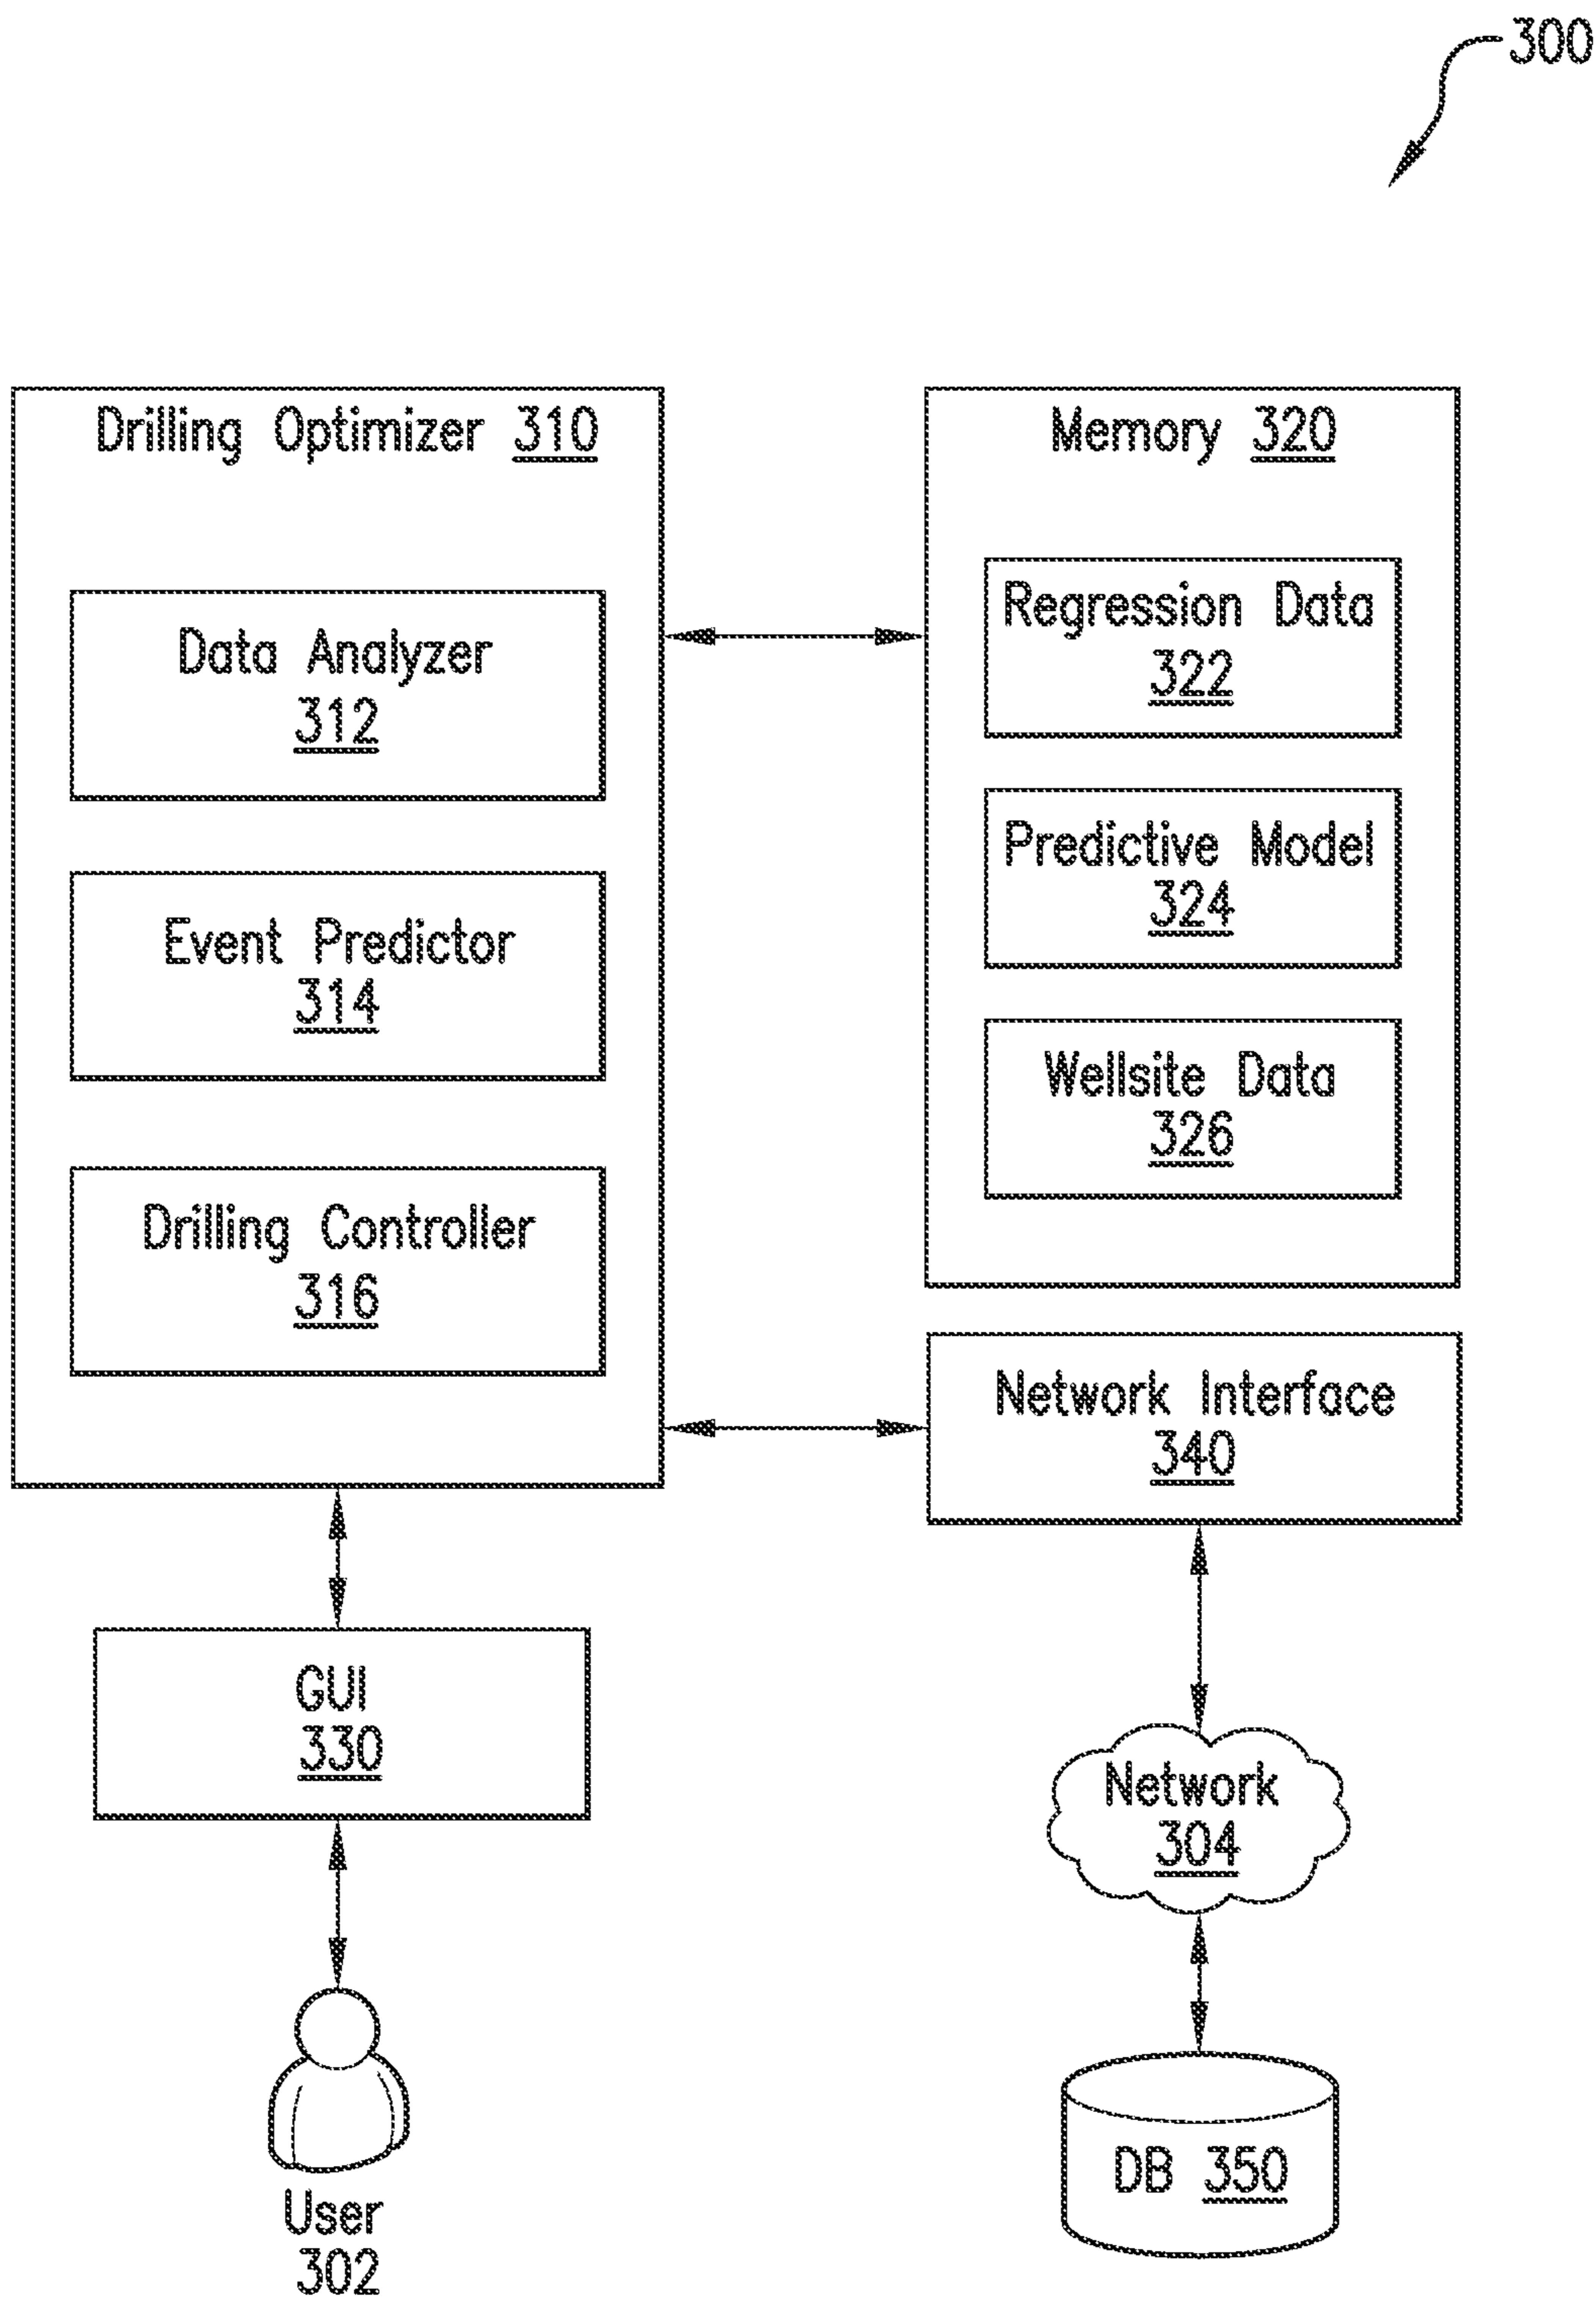 300
Drilling Optimizer 310
Data Analyzer
312
Event Predictor
314
Drilling Controller
316
Memory 320
Regression Data
322
Predictive Model
324
Wellsite Data
326
Network Interface
340
GUI
330
Network
304
User
302
DB 350